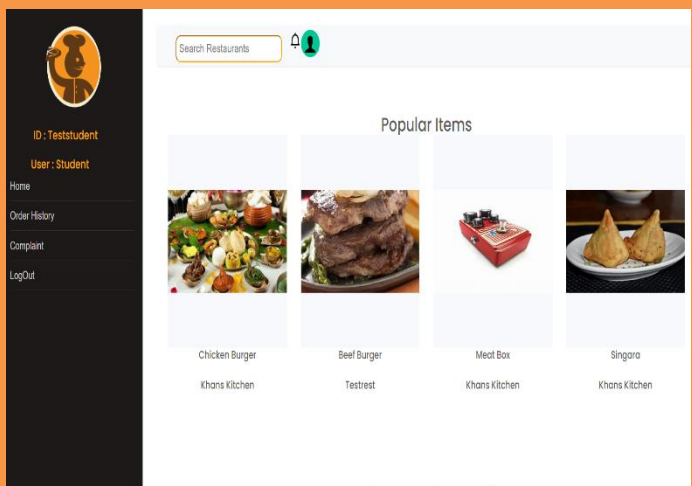 ID : Teststudent
User : Student
Home
Order History
Complaint
LogOut
Search Restaurants
Popular Items
Chicken Burger
Khans Kitchen
Beef Burger
Testrest
Meat Box
Khans Kitchen
Singara
Khans Kitchen